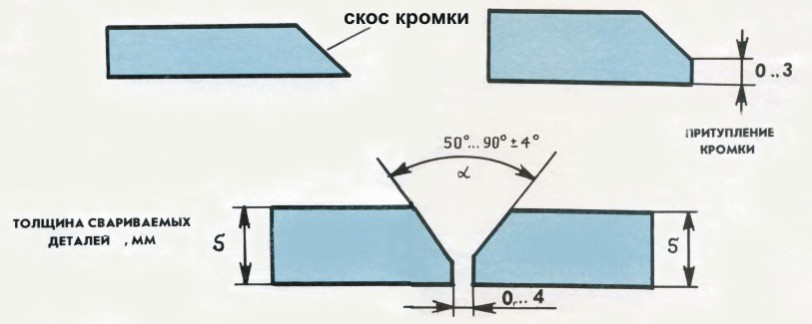 скос кромки
0..3
ПРИТУПЛЕНИЕ
КРОМКИ
50°...90°±4°
α
ТОЛЩИНА СВАРИВАЕМЫХ
ДЕТАЛЕЙ , ММ
S
S
0,... 4